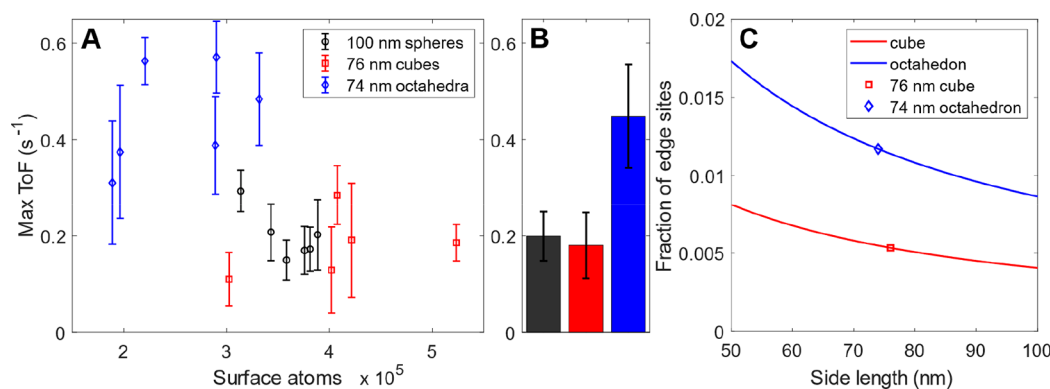 A
100 nm spheres
76 nm cubes
74 nm octahedra
Max ToF (s⁻¹)
0.6
0.4
0.2
0
2
3
4
5
Surface atoms x 10⁵
B
0.6
0.4
0.2
0
C
cube
octahedon
76 nm cube
74 nm octahedron
Fraction of edge sites
0.02
0.015
0.01
0.005
0
50
60
70
80
90
100
Side length (nm)